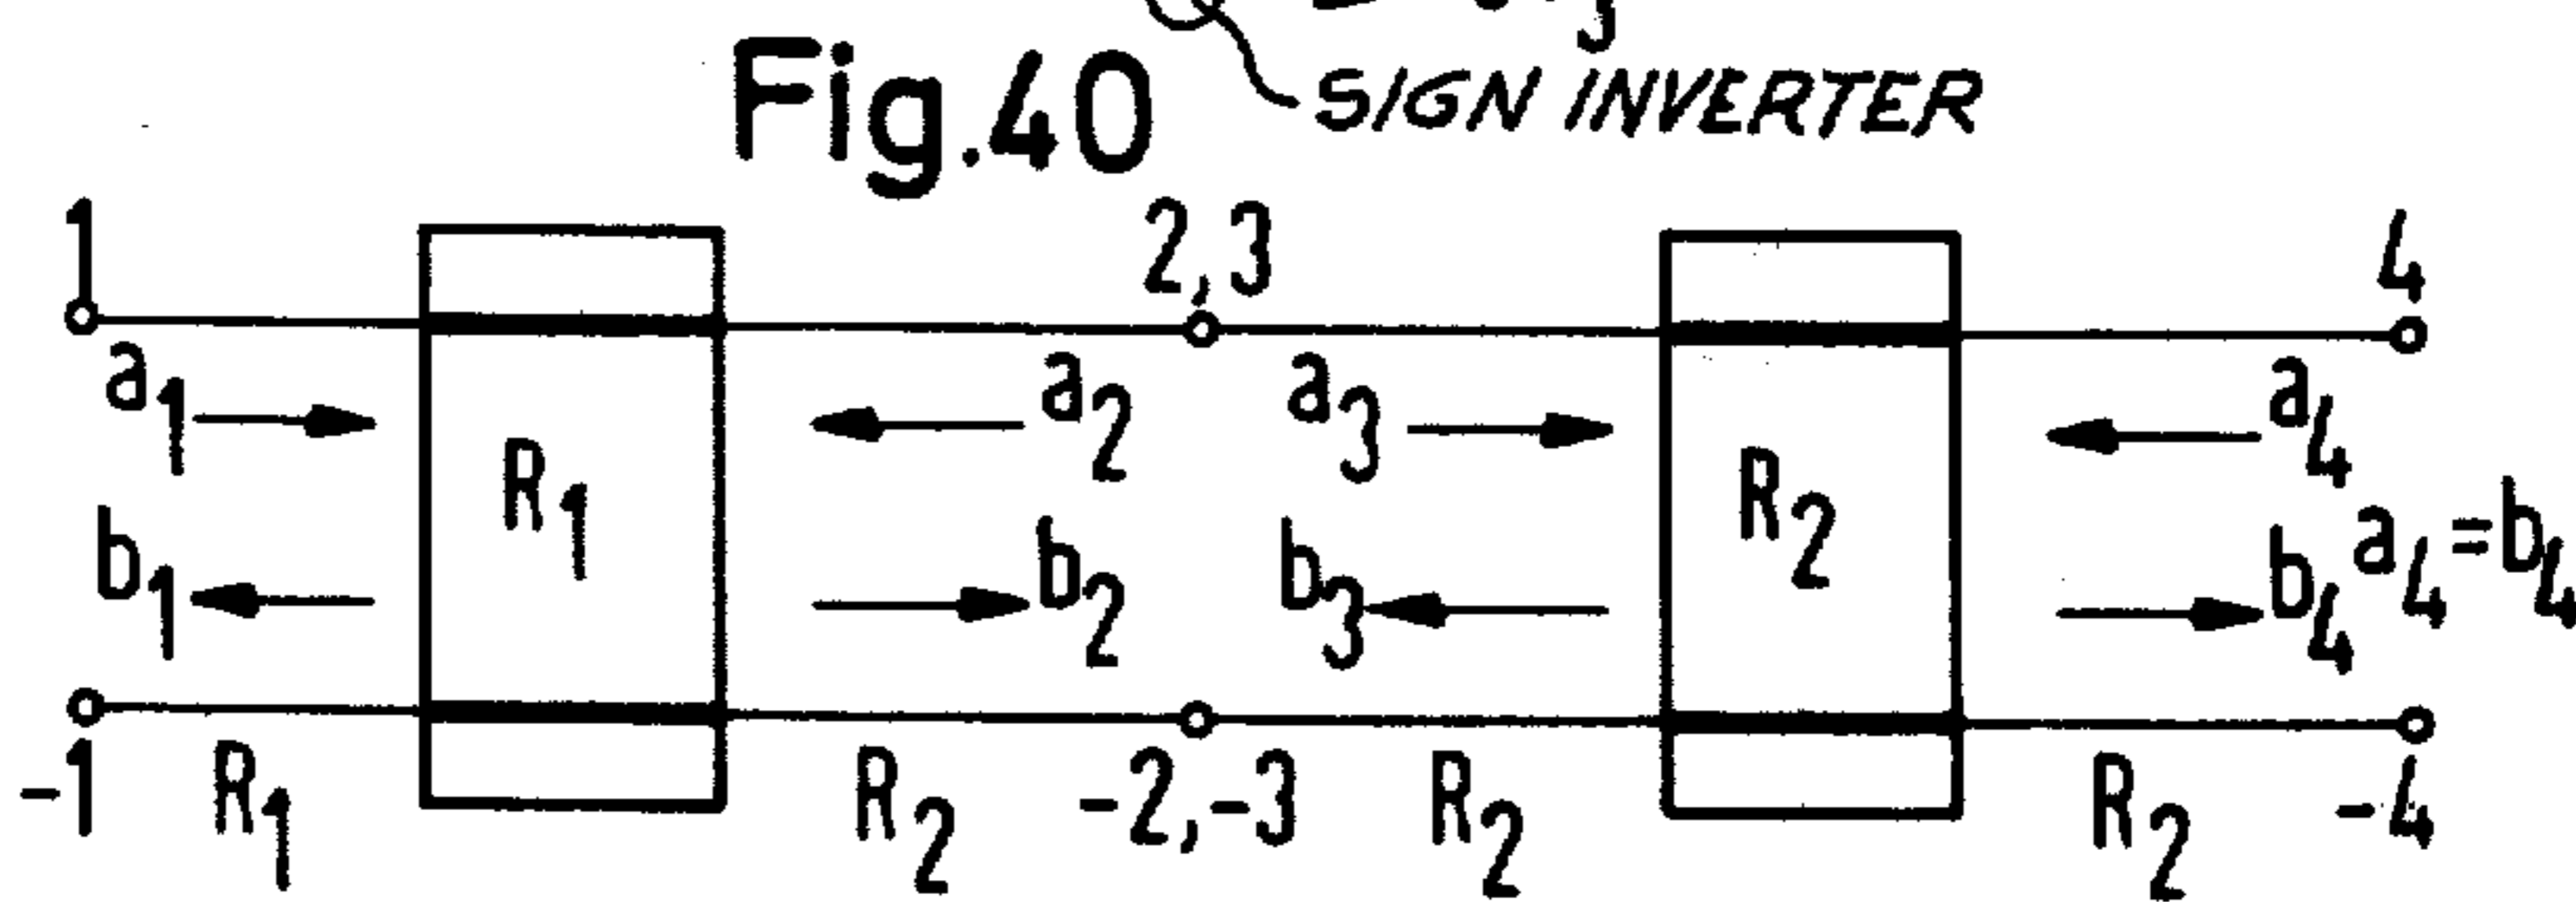 Fig.40
SIGN INVERTER
1
2,3
4
a1
a2
a3
a4
R1
R2
b1
b2
b3
b4
a4=b4
-1
R1
R2
-2,-3
R2
R2
-4